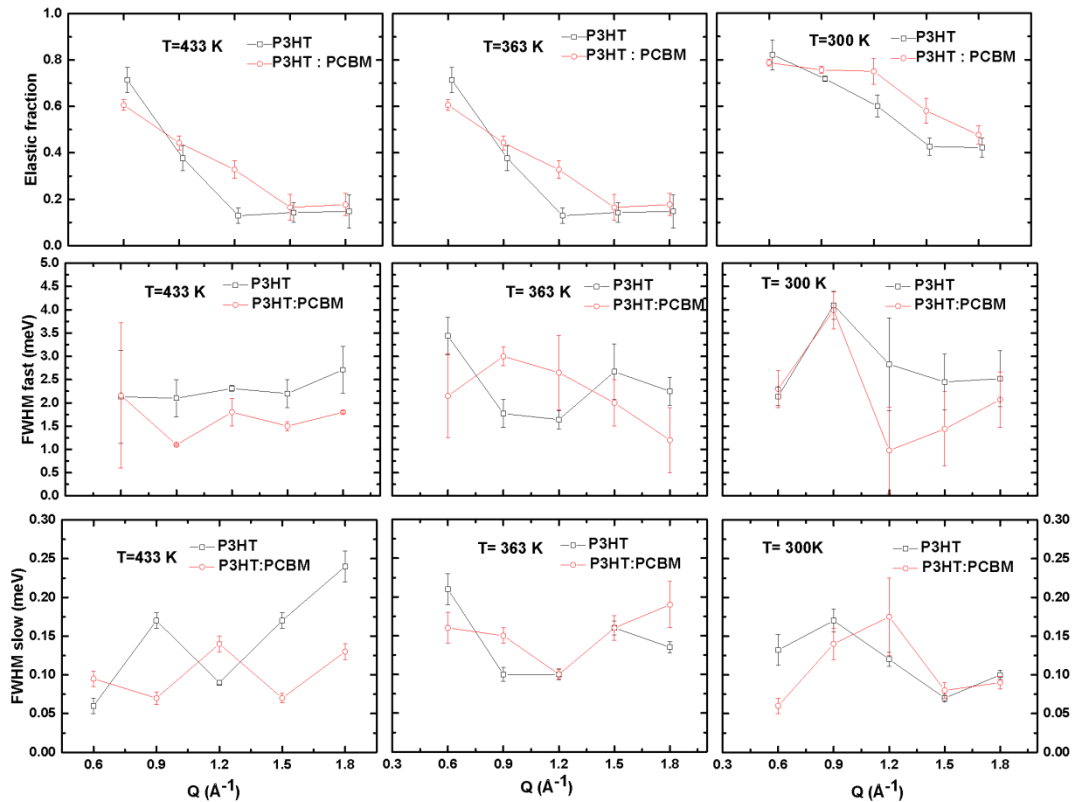 1.0
0.8
0.6
0.4
0.2
0.0
Elastic fraction
T=433 K
P3HT
P3HT : PCBM
T=363 K
P3HT
P3HT : PCBM
T=300 K
P3HT
P3HT : PCBM
5.0
4.5
4.0
3.5
3.0
2.5
2.0
1.5
1.0
0.5
0.0
FWHM fast (meV)
T=433 K
P3HT
P3HT:PCBM
T= 363 K
P3HT
P3HT:PCBM
T= 300 K
P3HT
P3HT:PCBM
0.30
0.25
0.20
0.15
0.10
0.05
0.00
FWHM slow (meV)
T=433 K
P3HT
P3HT:PCBM
T= 363 K
P3HT
P3HT:PCBM
T= 300K
P3HT
P3HT:PCBM
0.30
0.25
0.20
0.15
0.10
0.05
0.00
0.6 0.9 1.2 1.5 1.8
0.3 0.6 0.9 1.2 1.5 1.8
0.3 0.6 0.9 1.2 1.5 1.8
Q (Å⁻¹)
Q (Å⁻¹)
Q (Å⁻¹)